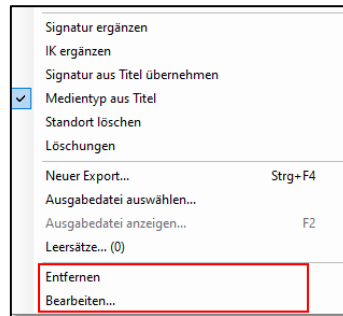 Signatur ergänzen
IK ergänzen
Signatur aus Titel übernehmen
Medientyp aus Titel
Standort löschen
Löschungen
Neuer Export... Strg+F4
Ausgabedatei auswählen...
Ausgabedatei anzeigen... F2
Leersätze... (0)
Entfernen
Bearbeiten...